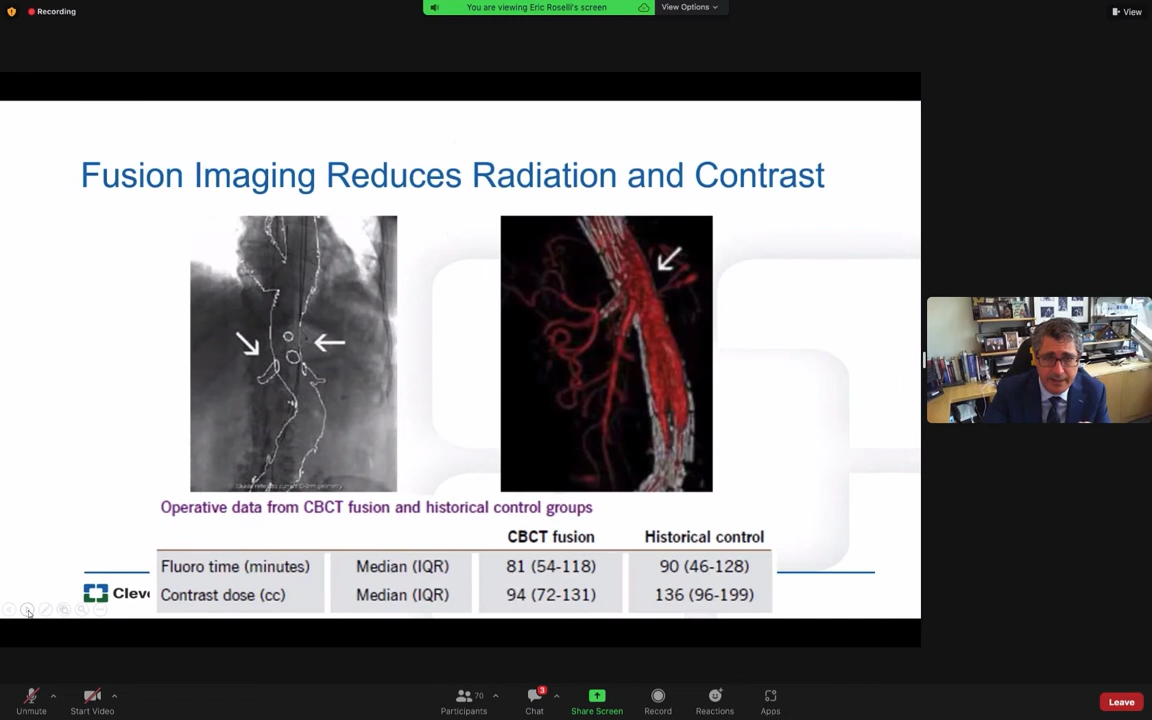 Recording
You are viewing Eric Roselli's screen
View Options
View
Fusion Imaging Reduces Radiation and Contrast
Operative data from CBCT fusion and historical control groups
CBCT fusion Historical control
Fluoro time (minutes) Median (IQR) 81 (54-118) 90 (46-128)
Contrast dose (cc) Median (IQR) 94 (72-131) 136 (96-199)
Cleve
Unmute
Start Video
70
Participants
3
Chat
Share Screen
Record
Reactions
Apps
Leave